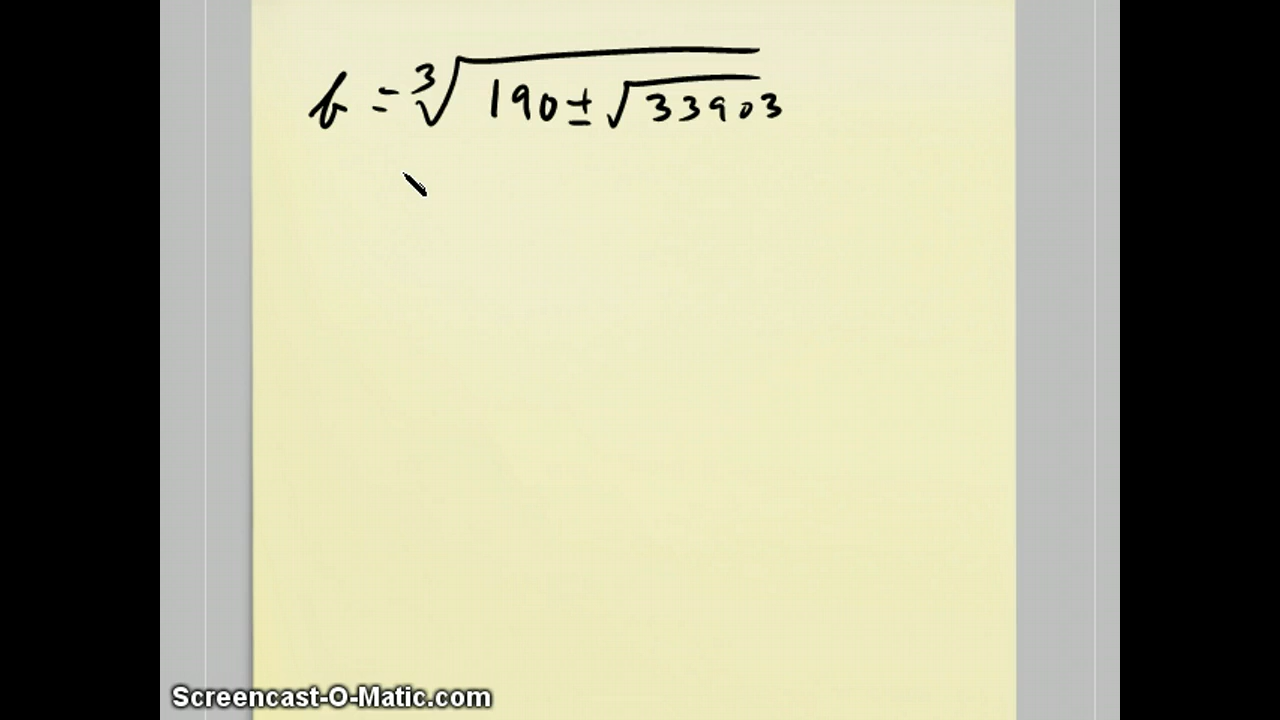 b = ∛(190 ± √33903)
Screencast-O-Matic.com